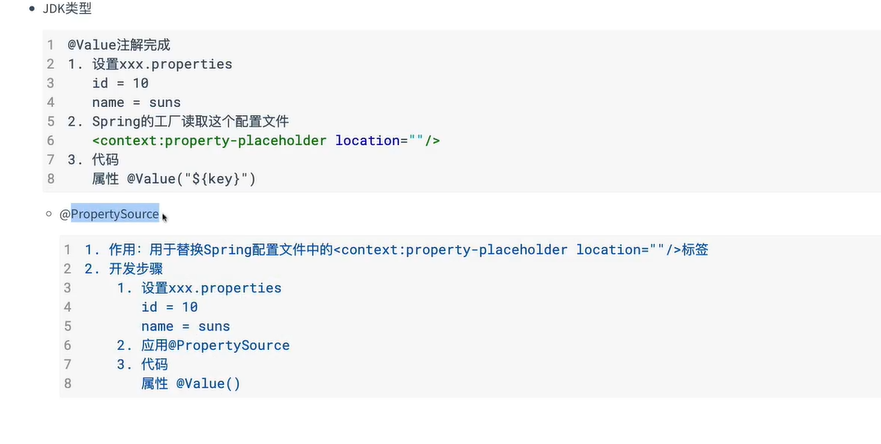 JDK类型
1 @Value注解完成
2 1. 设置xxx.properties
3 id = 10
4 name = suns
5 2. Spring的工厂读取这个配置文件
6 <context:property-placeholder location=""/>
7 3. 代码
8 属性 @Value("${key}")
@PropertySource
1 1. 作用：用于替换Spring配置文件中的<context:property-placeholder location=""/>标签
2 2. 开发步骤
3 1. 设置xxx.properties
4 id = 10
5 name = suns
6 2. 应用@PropertySource
7 3. 代码
8 属性 @Value()